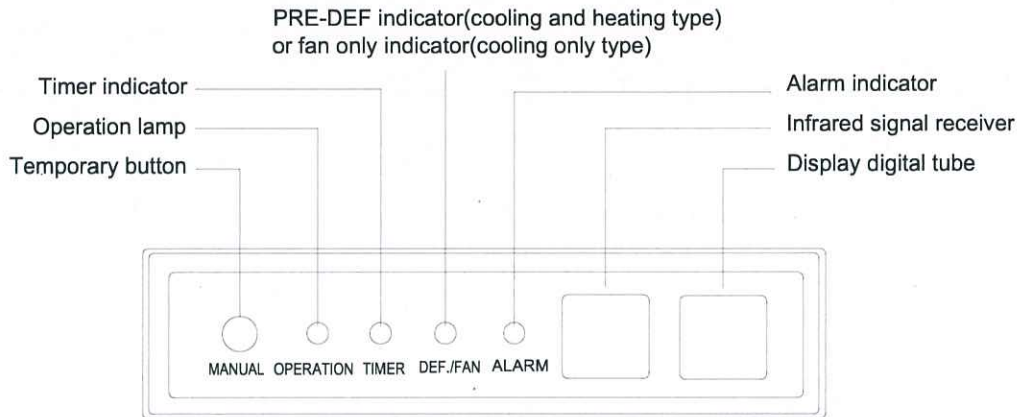 PRE-DEF indicator(cooling and heating type)
or fan only indicator(cooling only type)
Timer indicator
Operation lamp
Temporary button
Alarm indicator
Infrared signal receiver
Display digital tube
MANUAL OPERATION TIMER DEF./FAN ALARM